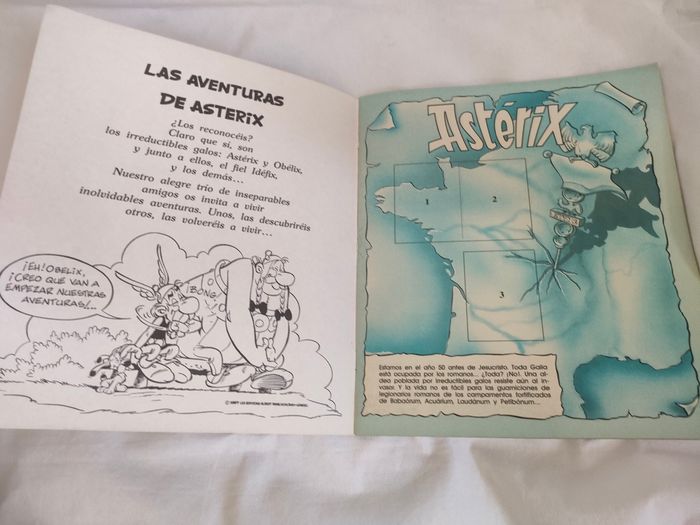 LAS AVENTURAS
DE ASTERIX
¿Los reconocéis?
Claro que sí, son
los irreductibles galos: Astérix y Obélix,
y junto a ellos, el fiel Idéfix,
y los demás...
Nuestro alegre trío de inseparables
amigos os invita a vivir
inolvidables aventuras. Unos, las descubriréis
otros, las volveréis a vivir...
¡EH! OBELIX,
¡CREO QUE VAN A
EMPEZAR NUESTRAS
AVENTURAS!...
¡BONG!
Astérix
1
2
3
Estamos en el año 50 antes de Jesucristo. Toda Galia
está ocupada por los romanos... ¿Toda? ¡No!. Una al-
dea poblada por irreductibles galos resiste aún al in-
vasor. Y la vida no es fácil para las guarniciones de
legionarios romanos de los campamentos fortificados
de Babaórum, Acuárium, Laudánum y Petibónum...